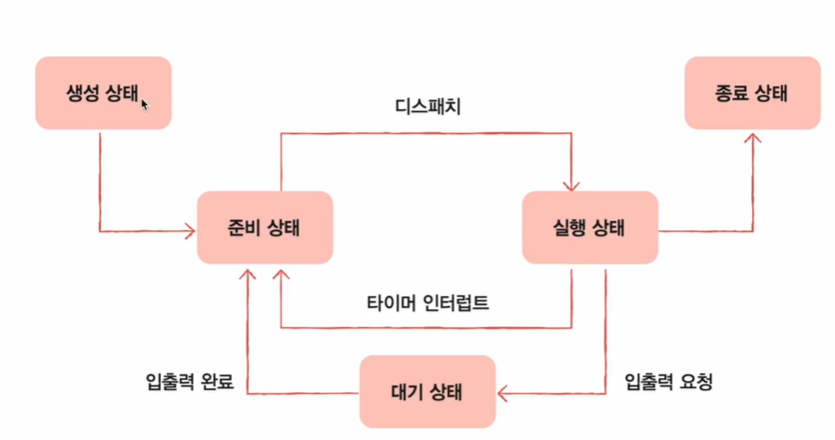 생성 상태
종료 상태
디스패치
준비 상태
실행 상태
타이머 인터럽트
입출력 완료
대기 상태
입출력 요청